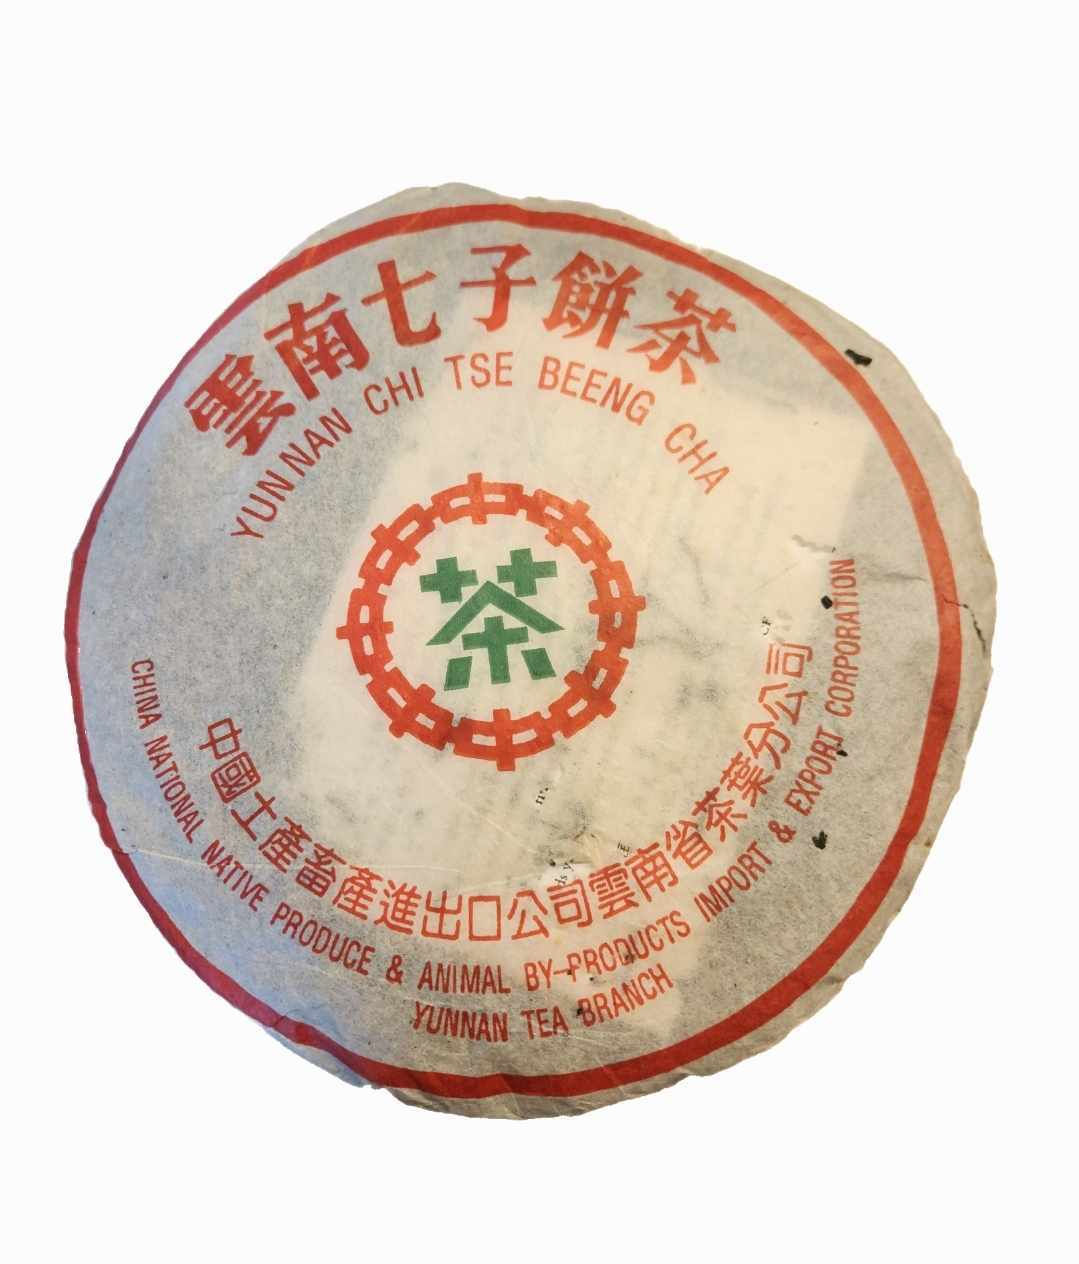 雲南七子餅茶
YUNNAN CHI TSE BEENG CHA
茶
中國土產畜產進出口公司雲南省茶葉分公司
CHINA NATIONAL NATIVE PRODUCE & ANIMAL BY-PRODUCTS IMPORT & EXPORT CORPORATION
YUNNAN TEA BRANCH